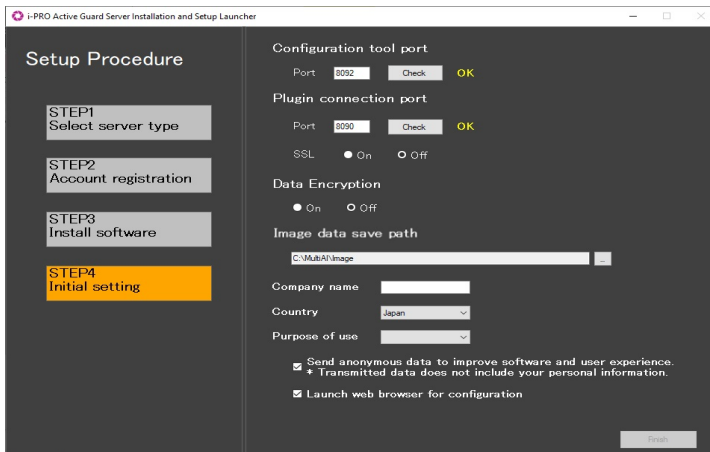 i-PRO Active Guard Server Installation and Setup Launcher
Setup Procedure
STEP1
Select server type
STEP2
Account registration
STEP3
Install software
STEP4
Initial setting
Configuration tool port
Port 8092 Check OK
Plugin connection port
Port 8090 Check OK
SSL On Off
Data Encryption
On Off
Image data save path
C:\MultiAI\Image ...
Company name
Country Japan
Purpose of use
Send anonymous data to improve software and user experience.
* Transmitted data does not include your personal information.
Launch web browser for configuration
Finish